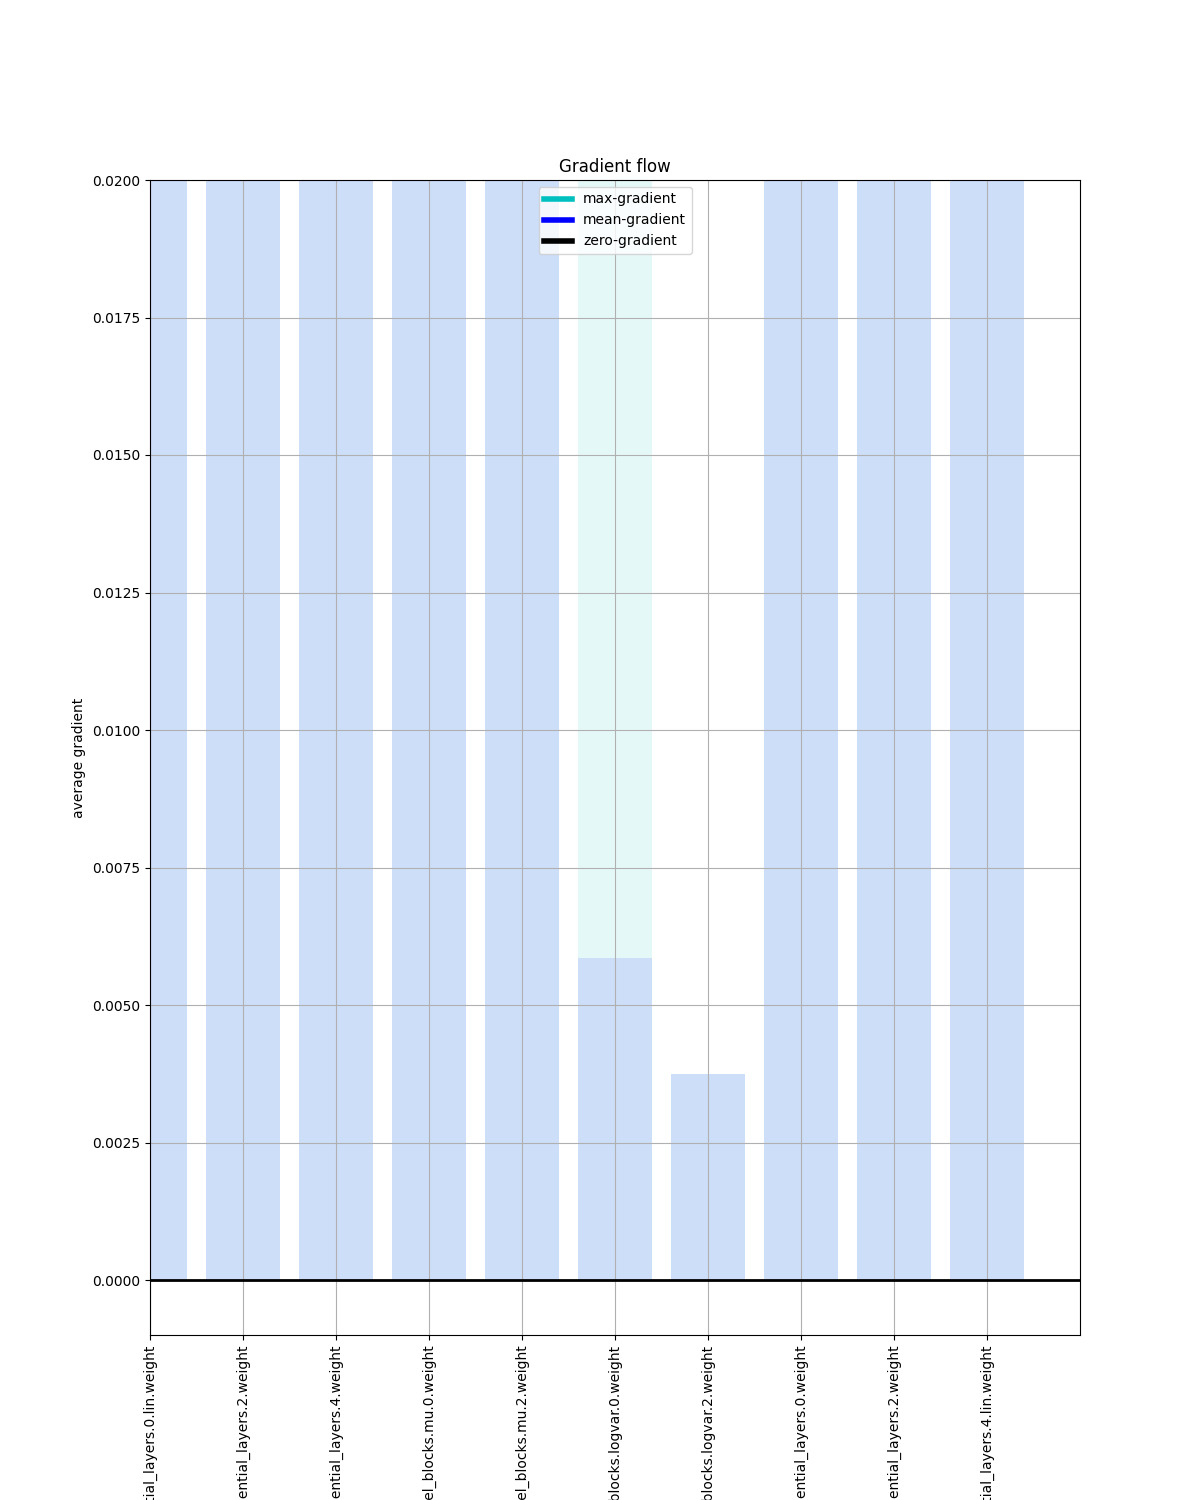 Gradient flow
max-gradient
mean-gradient
zero-gradient
0.0200
0.0175
0.0150
0.0125
0.0100
0.0075
0.0050
0.0025
0.0000
average gradient
tial_layers.0.lin.weight
ential_layers.2.weight
ential_layers.4.weight
el_blocks.mu.0.weight
el_blocks.mu.2.weight
blocks.logvar.0.weight
blocks.logvar.2.weight
ential_layers.0.weight
ential_layers.2.weight
tial_layers.4.lin.weight